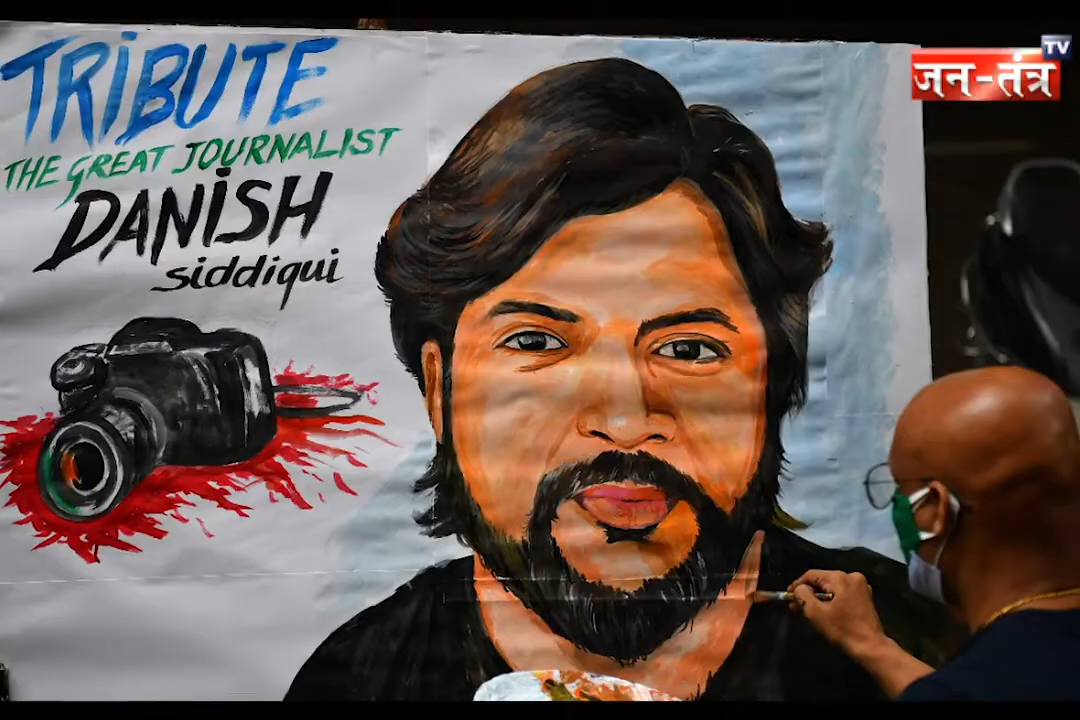 TRiBUTE
THE GREAT JOURNALIST
DANiSH
siddiqui
जन-तंत्र TV